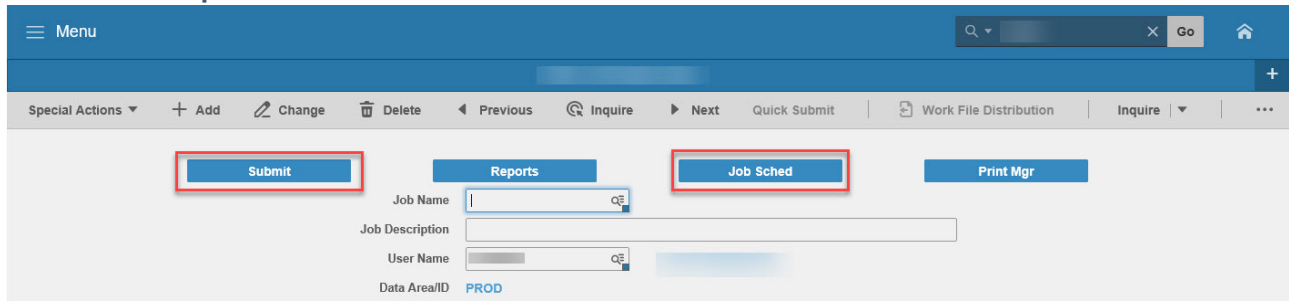 Menu
Go
+
Special Actions Add Change Delete Previous Inquire Next Quick Submit Work File Distribution Inquire ...
Submit Reports Job Sched Print Mgr
Job Name
Job Description
User Name
Data Area/ID PROD